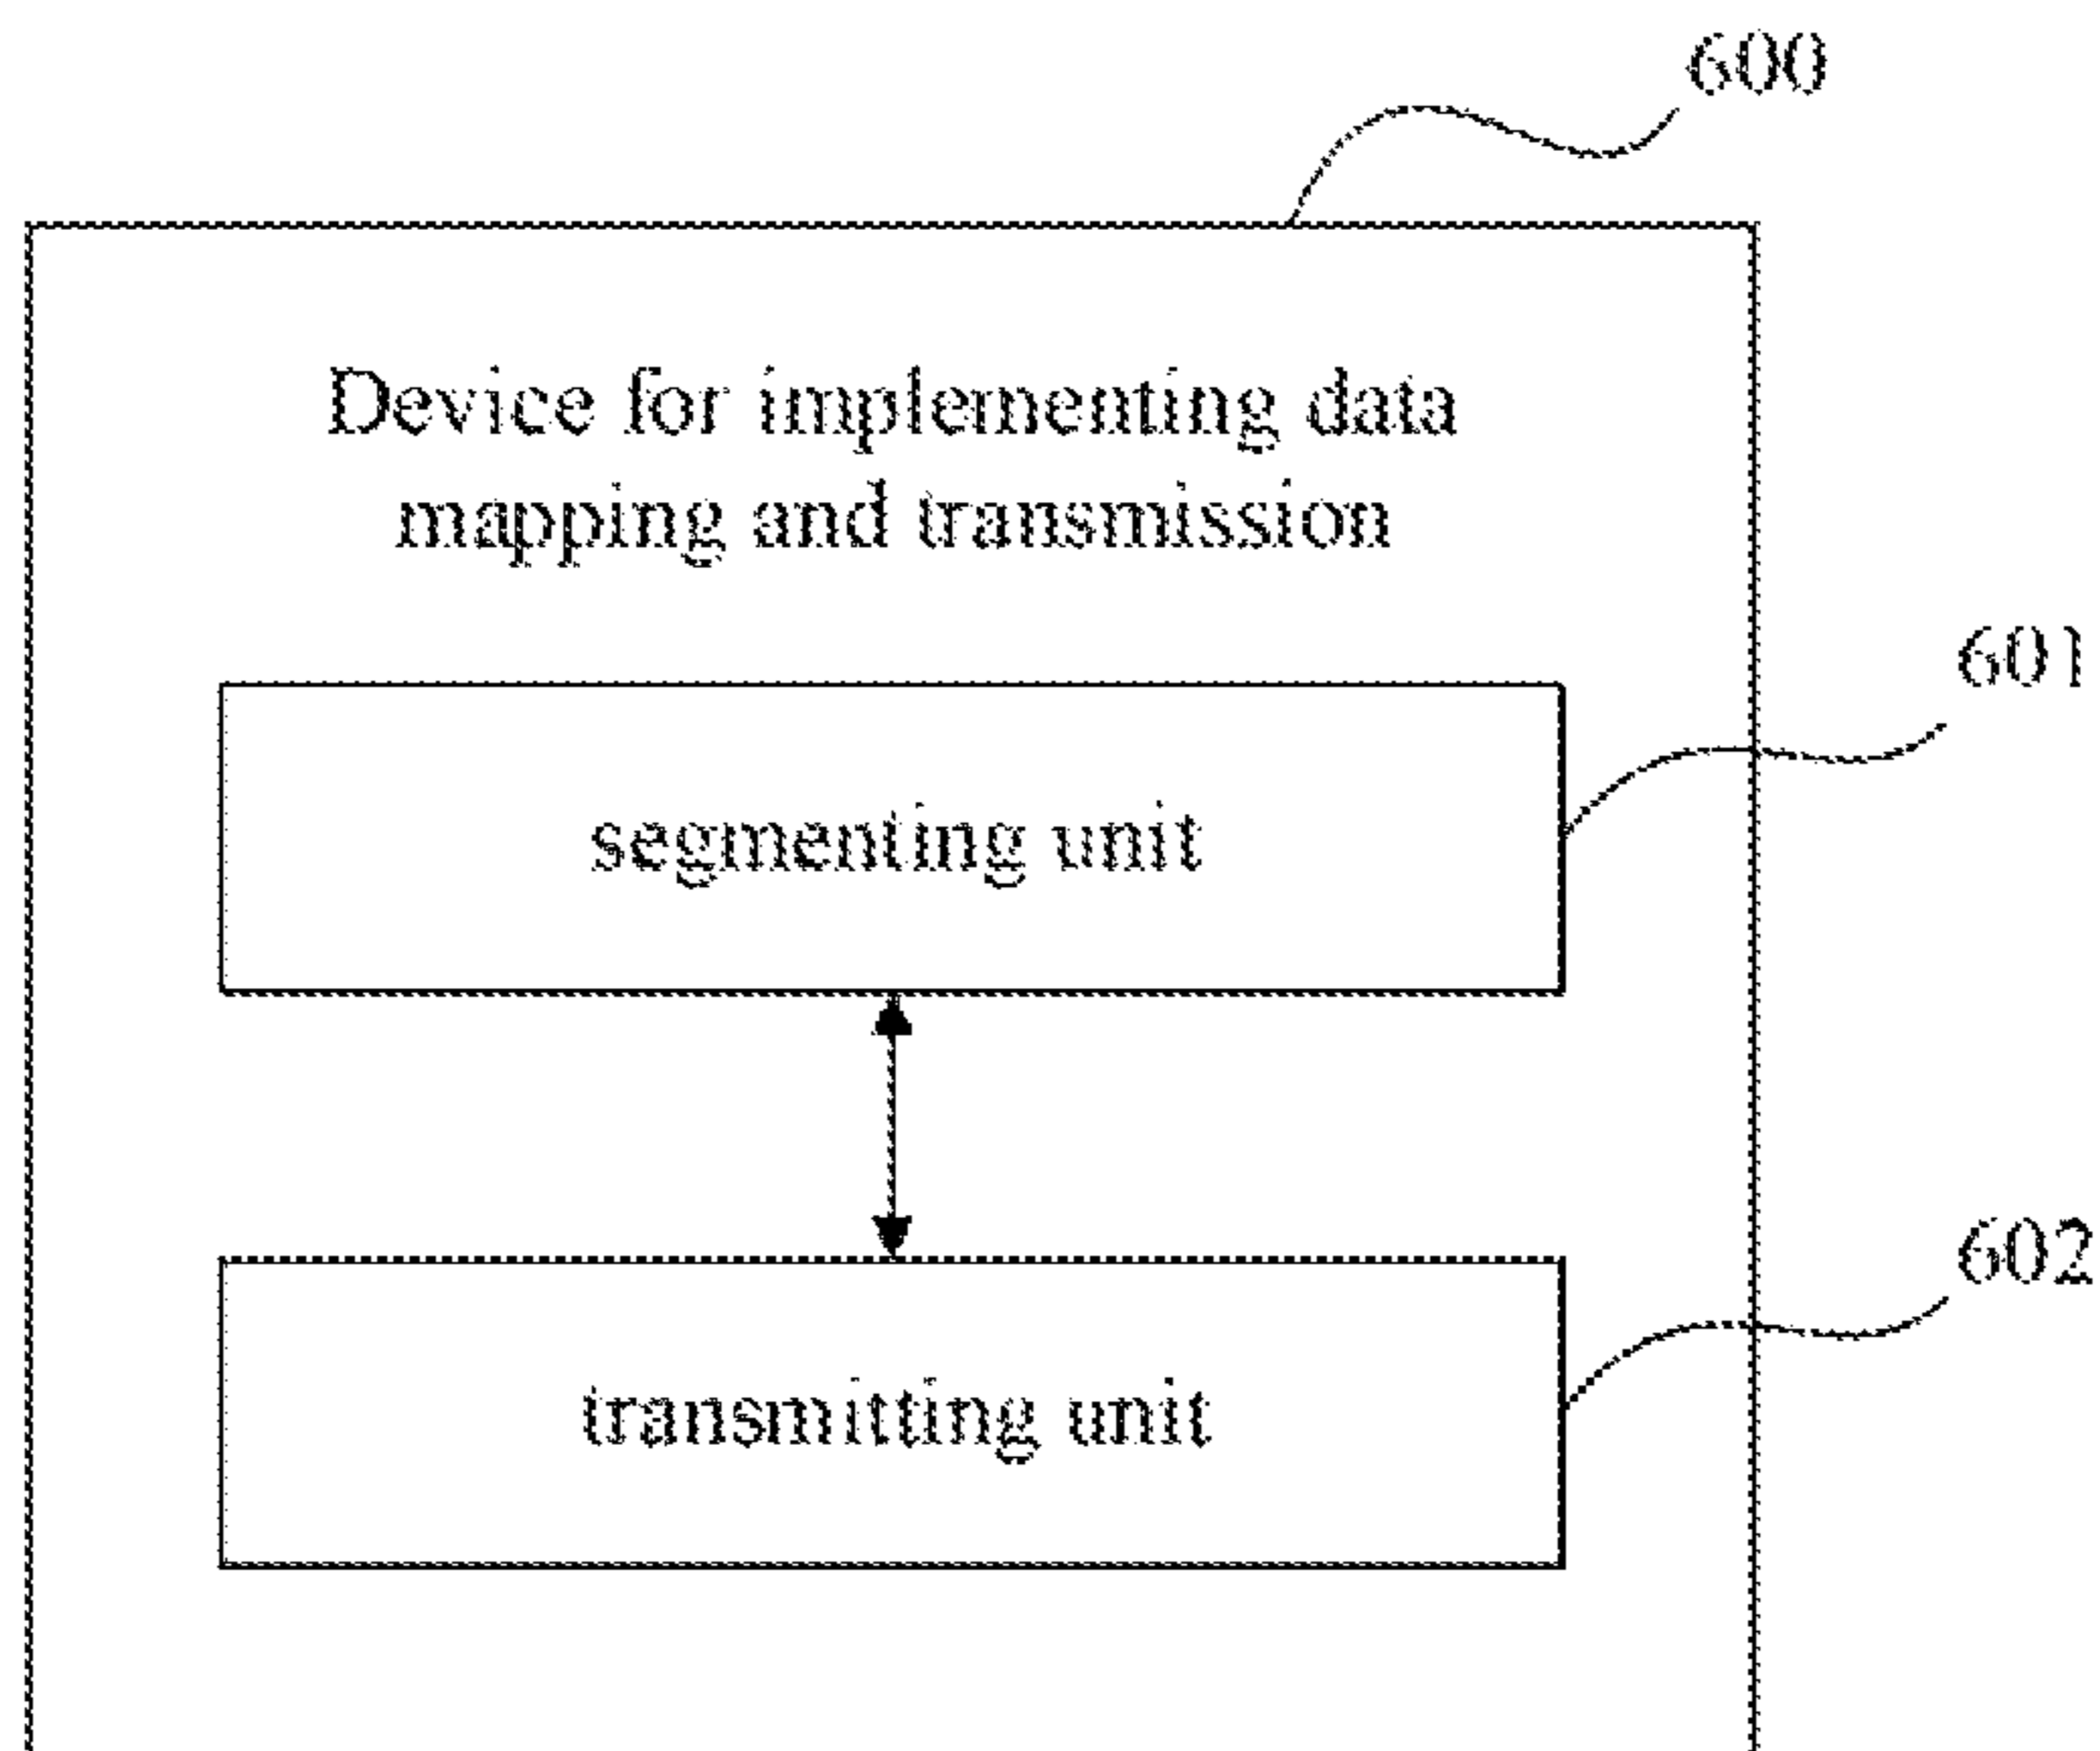 600
Device for implementing data
mapping and transmission
601
segmenting unit
602
transmitting unit